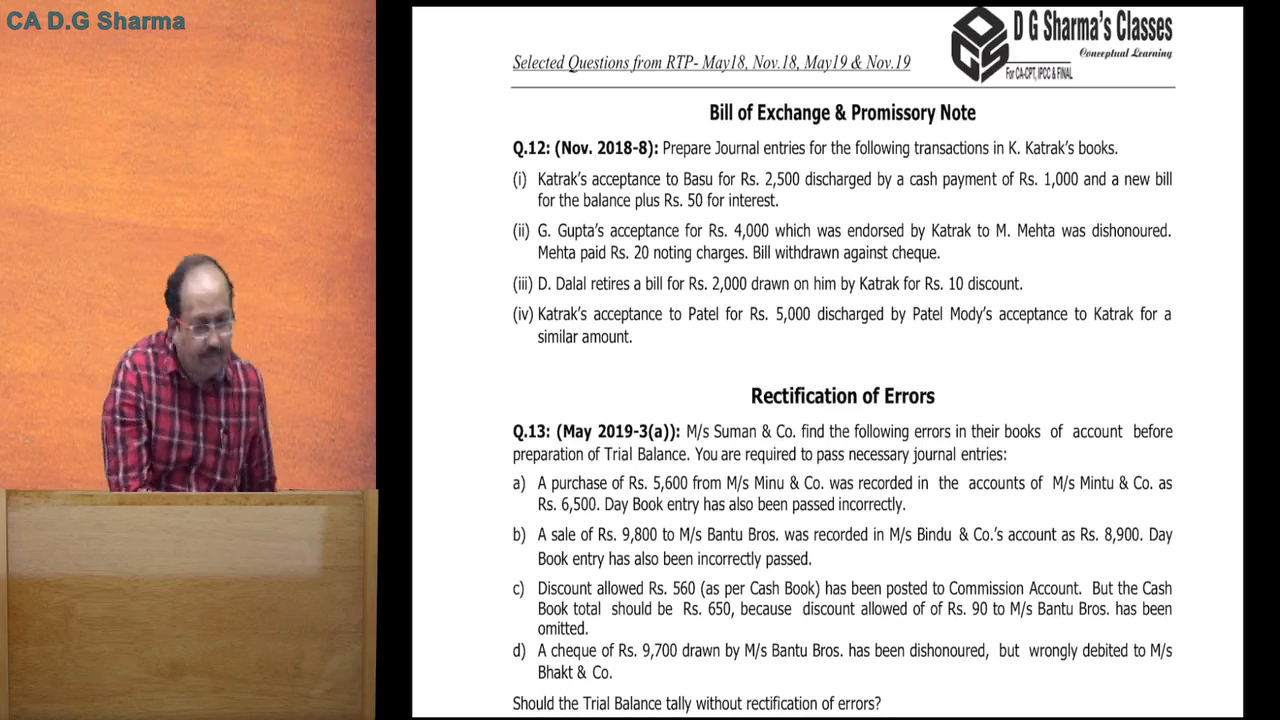 CA D.G Sharma
D G Sharma's Classes
Conceptual Learning
For CA-CPT, IPCC & FINAL
Selected Questions from RTP- May18, Nov.18, May19 & Nov.19
Bill of Exchange & Promissory Note
Q.12: (Nov. 2018-8): Prepare Journal entries for the following transactions in K. Katrak's books.
(i) Katrak's acceptance to Basu for Rs. 2,500 discharged by a cash payment of Rs. 1,000 and a new bill
for the balance plus Rs. 50 for interest.
(ii) G. Gupta's acceptance for Rs. 4,000 which was endorsed by Katrak to M. Mehta was dishonoured.
Mehta paid Rs. 20 noting charges. Bill withdrawn against cheque.
(iii) D. Dalal retires a bill for Rs. 2,000 drawn on him by Katrak for Rs. 10 discount.
(iv) Katrak's acceptance to Patel for Rs. 5,000 discharged by Patel Mody's acceptance to Katrak for a
similar amount.
Rectification of Errors
Q.13: (May 2019-3(a)): M/s Suman & Co. find the following errors in their books of account before
preparation of Trial Balance. You are required to pass necessary journal entries:
a) A purchase of Rs. 5,600 from M/s Minu & Co. was recorded in the accounts of M/s Mintu & Co. as
Rs. 6,500. Day Book entry has also been passed incorrectly.
b) A sale of Rs. 9,800 to M/s Bantu Bros. was recorded in M/s Bindu & Co.'s account as Rs. 8,900. Day
Book entry has also been incorrectly passed.
c) Discount allowed Rs. 560 (as per Cash Book) has been posted to Commission Account. But the Cash
Book total should be Rs. 650, because discount allowed of of Rs. 90 to M/s Bantu Bros. has been
omitted.
d) A cheque of Rs. 9,700 drawn by M/s Bantu Bros. has been dishonoured, but wrongly debited to M/s
Bhakt & Co.
Should the Trial Balance tally without rectification of errors?